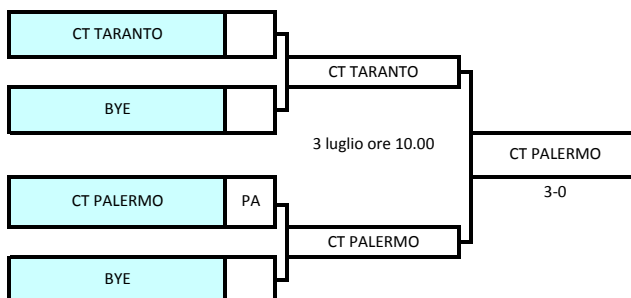 CT TARANTO
CT TARANTO
BYE
3 luglio ore 10.00
CT PALERMO
3-0
CT PALERMO PA
CT PALERMO
BYE